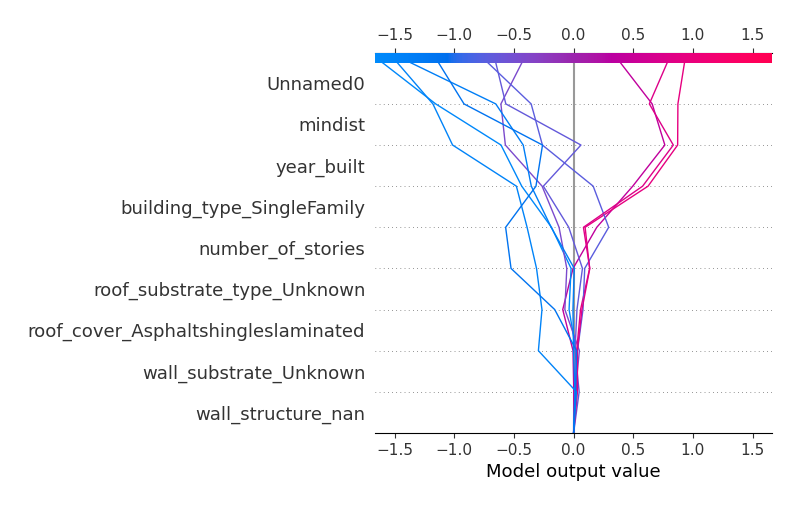 −1.5 −1.0 −0.5 0.0 0.5 1.0 1.5
Unnamed0
mindist
year_built
building_type_SingleFamily
number_of_stories
roof_substrate_type_Unknown
roof_cover_Asphaltshingleslaminated
wall_substrate_Unknown
wall_structure_nan
−1.5 −1.0 −0.5 0.0 0.5 1.0 1.5
Model output value